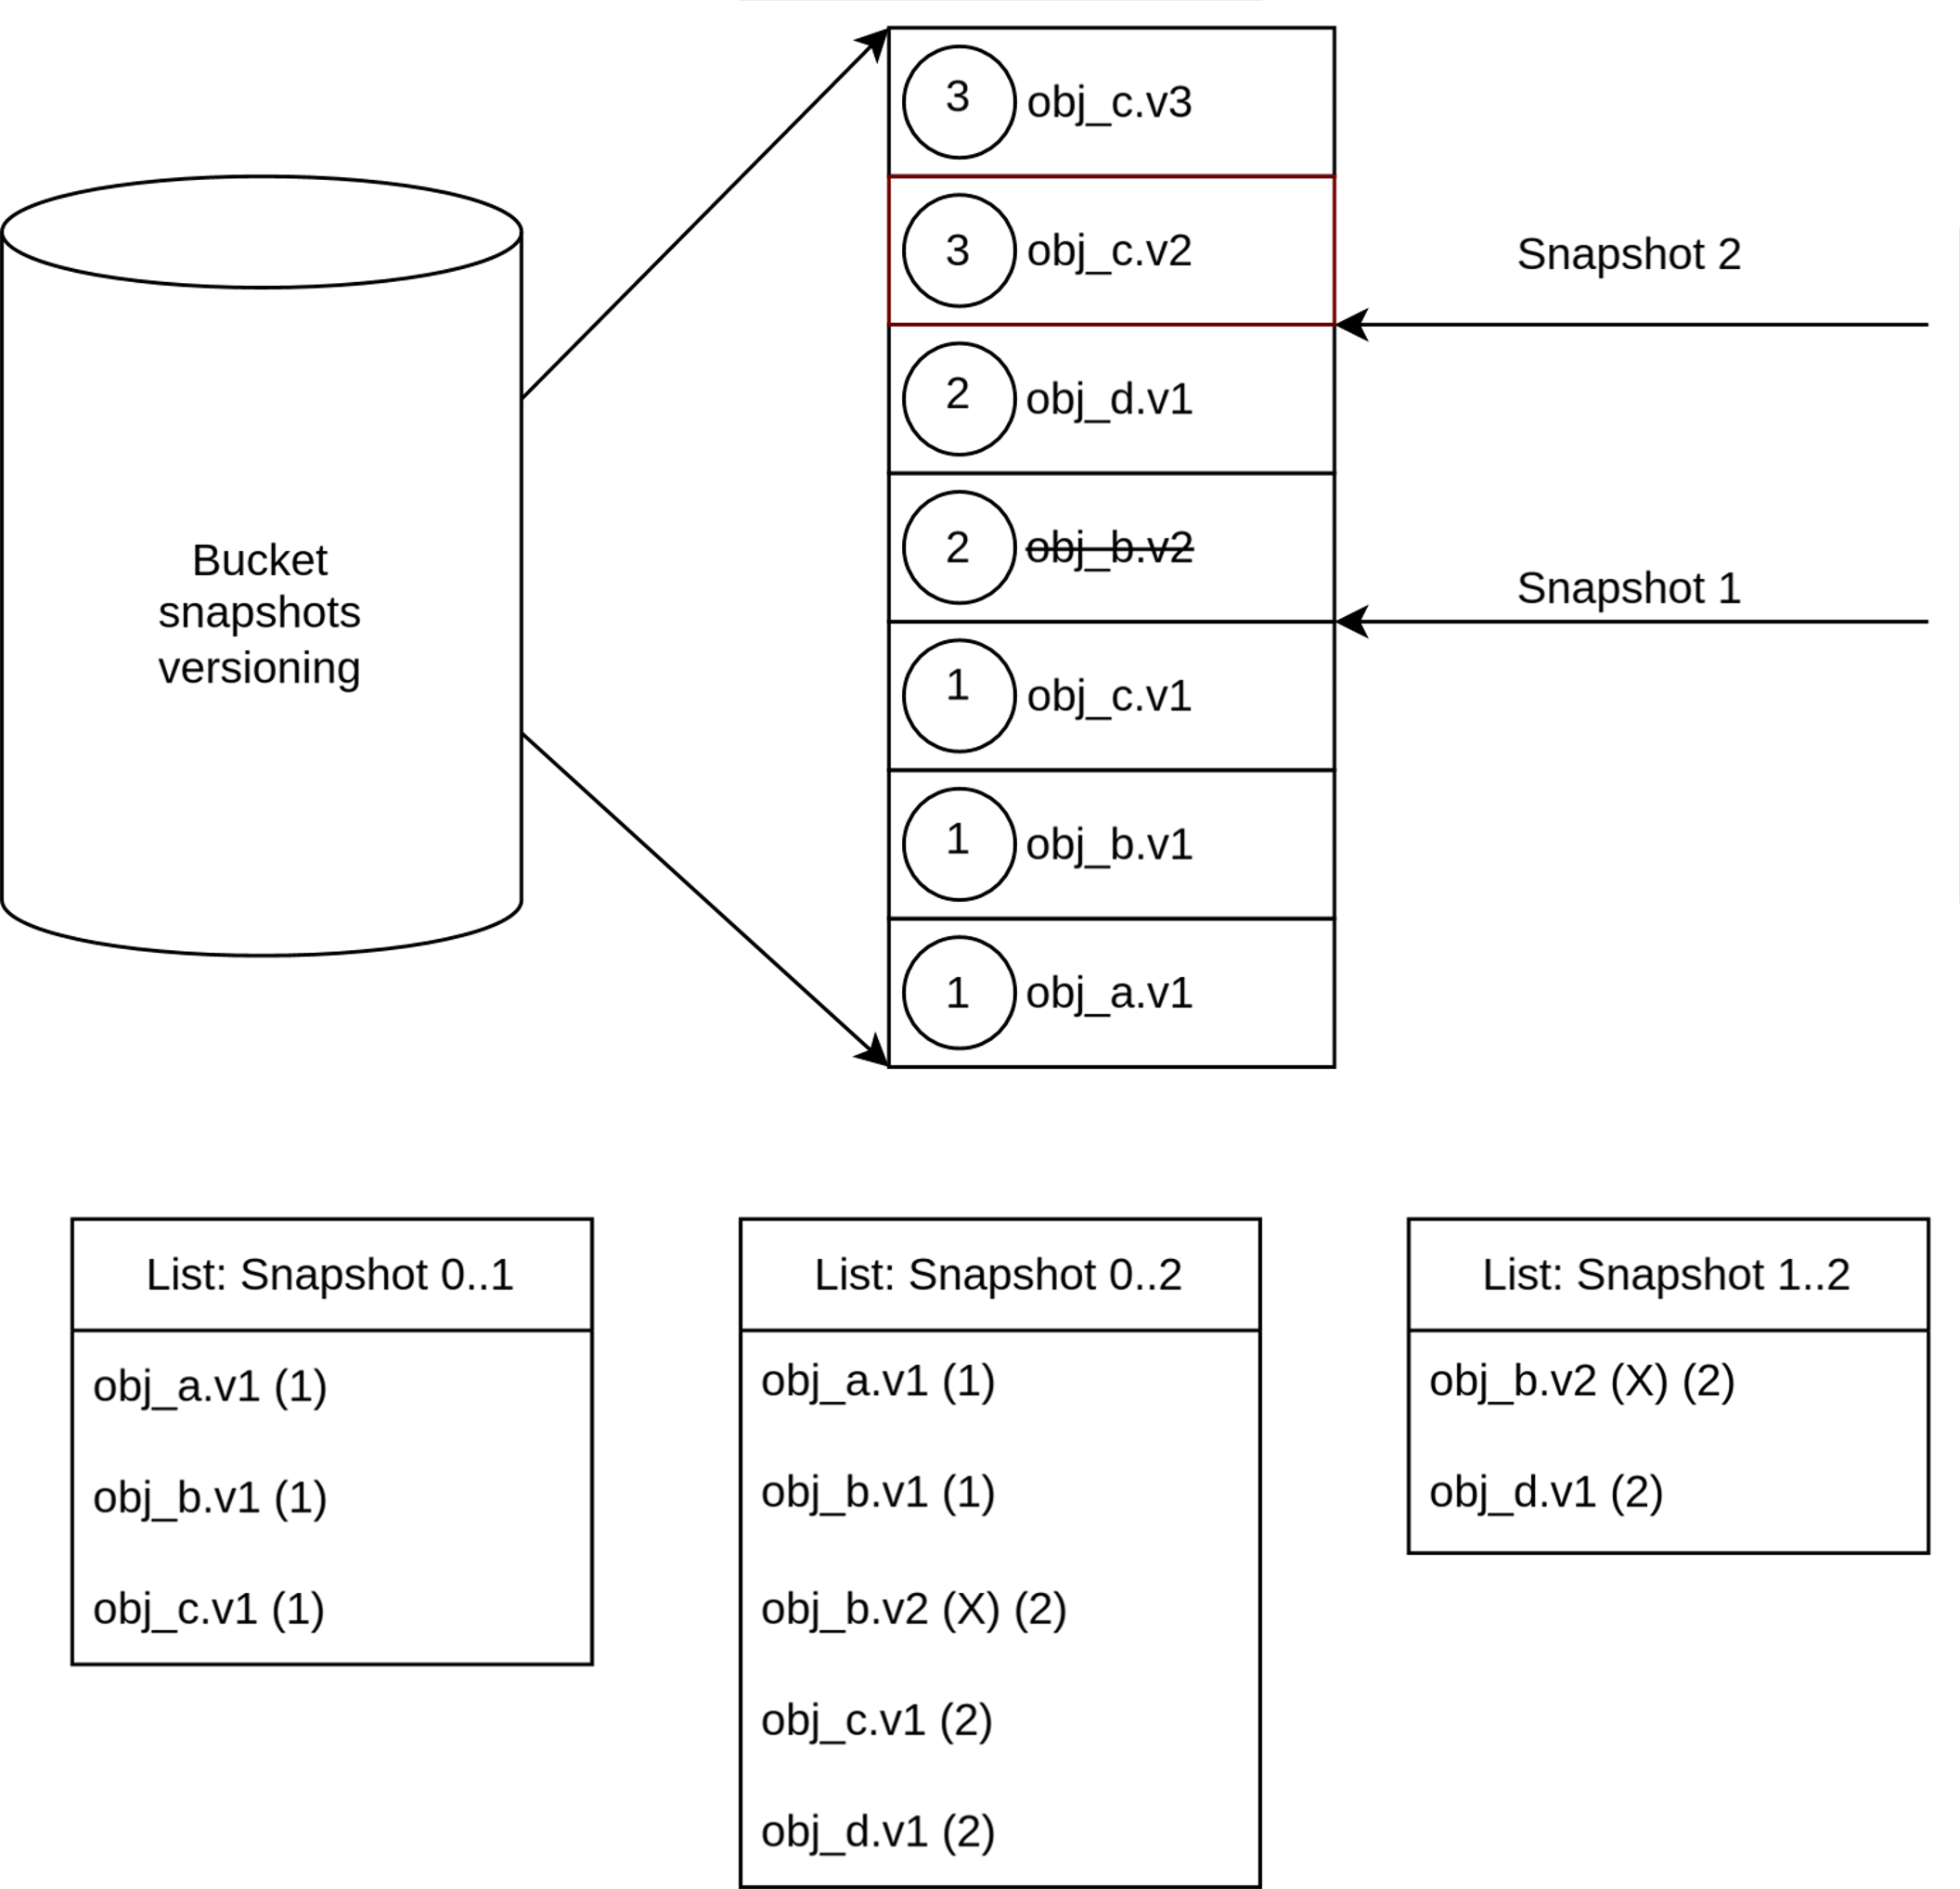 3 obj_c.v3
3 obj_c.v2
Snapshot 2
2 obj_d.v1
2 obj_b.v2
Snapshot 1
Bucket
snapshots
versioning
1 obj_c.v1
1 obj_b.v1
1 obj_a.v1
List: Snapshot 0..1
obj_a.v1 (1)
obj_b.v1 (1)
obj_c.v1 (1)
List: Snapshot 0..2
obj_a.v1 (1)
obj_b.v1 (1)
obj_b.v2 (X) (2)
obj_c.v1 (2)
obj_d.v1 (2)
List: Snapshot 1..2
obj_b.v2 (X) (2)
obj_d.v1 (2)